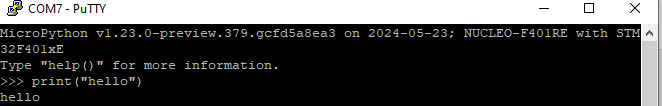 COM7 - PuTTY
MicroPython v1.23.0-preview.379.gcfd5a8ea3 on 2024-05-23; NUCLEO-F401RE with STM
32F401xE
Type "help()" for more information.
>>> print("hello")
hello